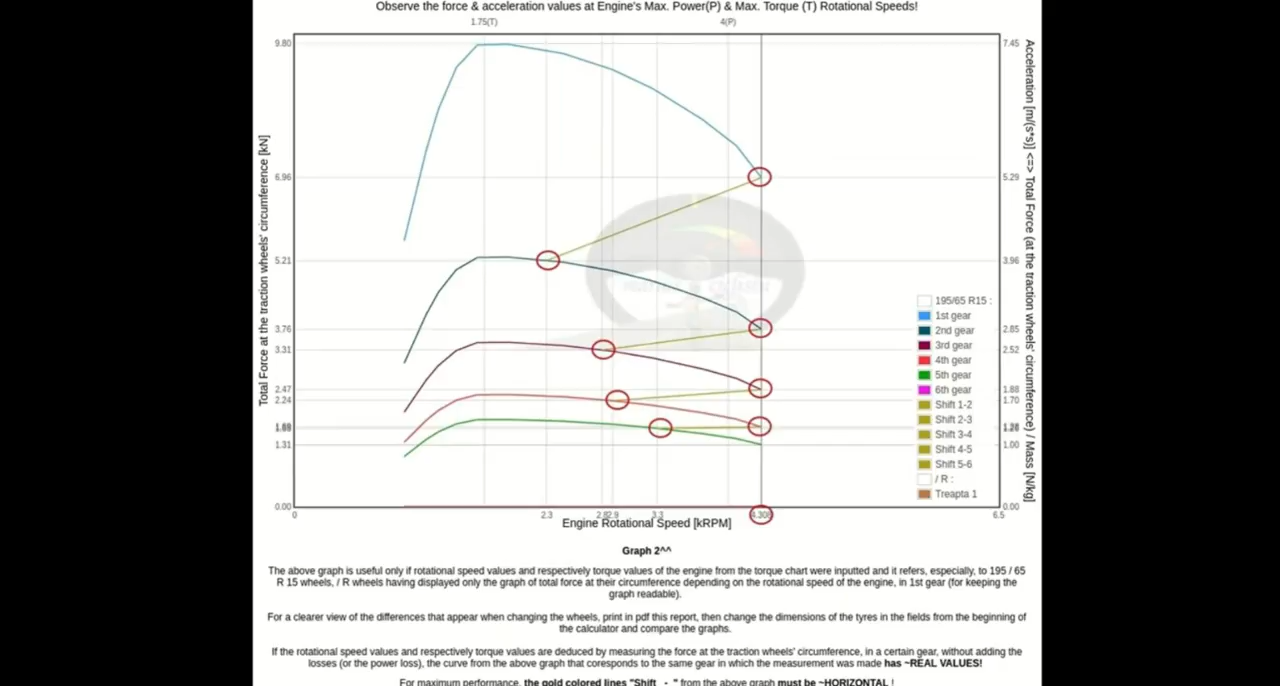 Observe the force & acceleration values at Engine's Max. Power(P) & Max. Torque (T) Rotational Speeds!
1.75(T)
4(P)
9.80
6.96
5.21
3.76
3.31
2.47
2.24
1.31
0.00
Total Force at the traction wheels' circumference [kN]
7.45
5.29
3.96
2.85
2.52
1.88
1.70
1.00
0.00
Acceleration [m/(s*s)] <=> Total Force (at the traction wheels' circumference) / Mass [N/kg]
195/65 R15 :
1st gear
2nd gear
3rd gear
4th gear
5th gear
6th gear
Shift 1-2
Shift 2-3
Shift 3-4
Shift 4-5
Shift 5-6
/ R :
Treapta 1
0
2.3
2.9
3.3
6.5
Engine Rotational Speed [kRPM]
Graph 2^^
The above graph is useful only if rotational speed values and respectively torque values of the engine from the torque chart were inputted and it refers, especially, to 195 / 65
R 15 wheels, / R wheels having displayed only the graph of total force at their circumference depending on the rotational speed of the engine, in 1st gear (for keeping the
graph readable).
For a clearer view of the differences that appear when changing the wheels, print in pdf this report, then change the dimensions of the tyres in the fields from the beginning of
the calculator and compare the graphs.
If the rotational speed values and respectively torque values are deduced by measuring the force at the traction wheels' circumference, in a certain gear, without adding the
losses (or the power loss), the curve from the above graph that coresponds to the same gear in which the measurement was made has ~REAL VALUES!
For maximum performance, the gold colored lines "Shift _ - _" from the above graph must be ~HORIZONTAL !